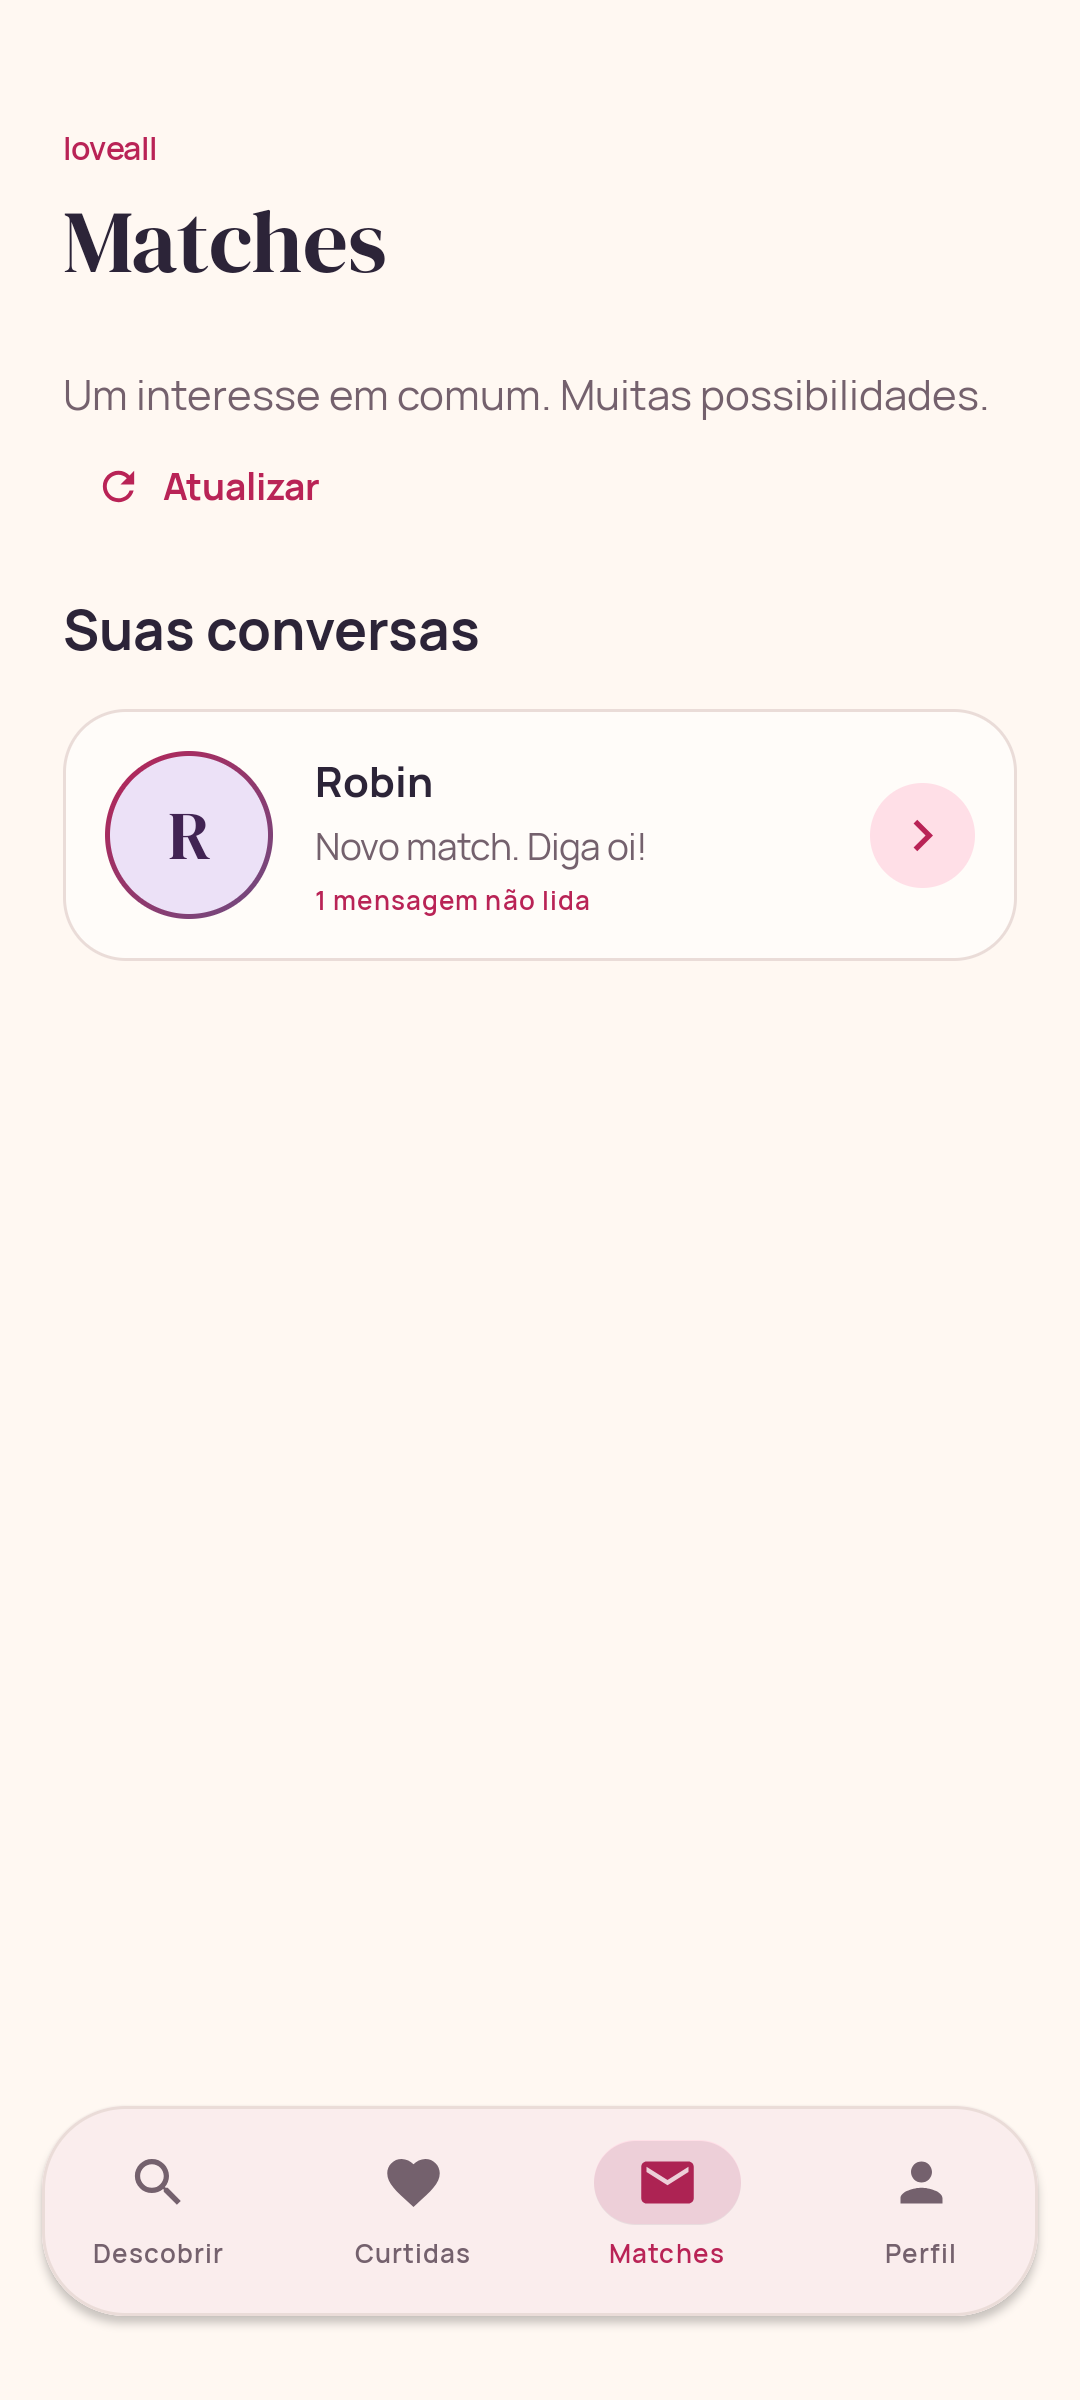 loveall
Matches
Um interesse em comum. Muitas possibilidades.
Atualizar
Suas conversas
R
Robin
Novo match. Diga oi!
1 mensagem não lida
Descobrir
Curtidas
Matches
Perfil